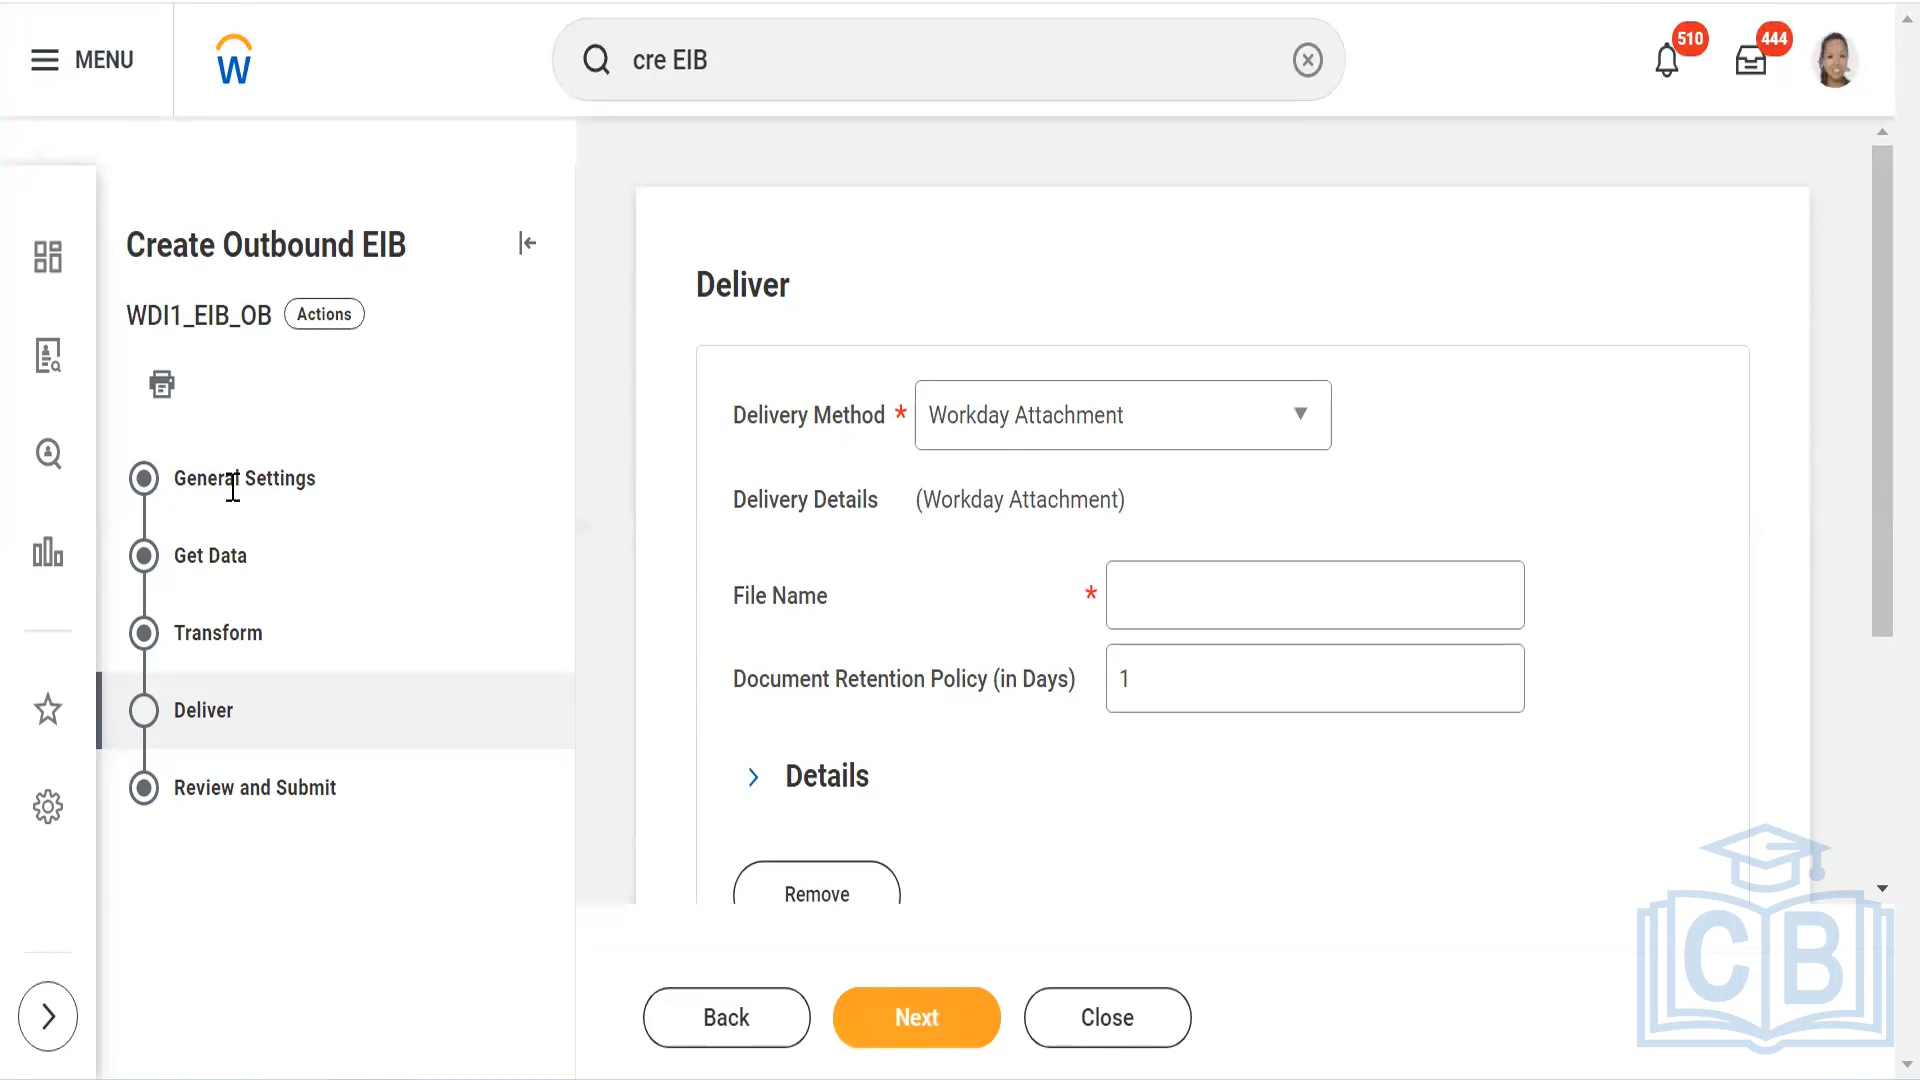 MENU
W
cre EIB
510
444
Create Outbound EIB
WDI1_EIB_OB
Actions
General Settings
Get Data
Transform
Deliver
Review and Submit
Deliver
Delivery Method * Workday Attachment
Delivery Details (Workday Attachment)
File Name *
Document Retention Policy (in Days) 1
Details
Remove
Back
Next
Close
CB